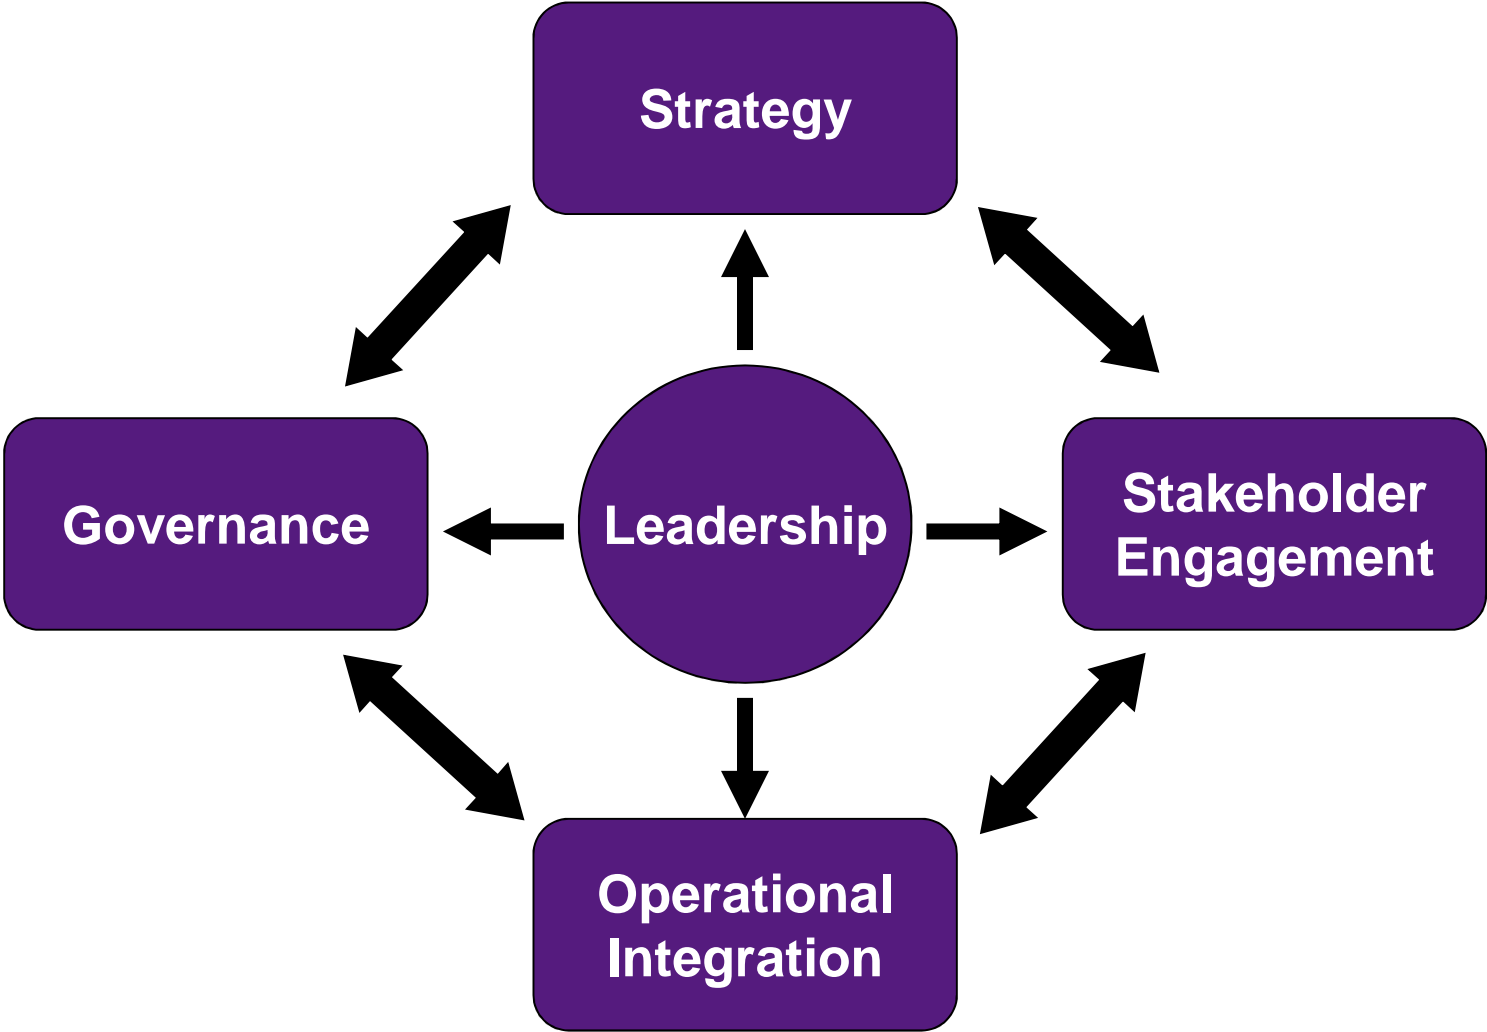 Strategy
Governance
Leadership
Stakeholder
Engagement
Operational
Integration